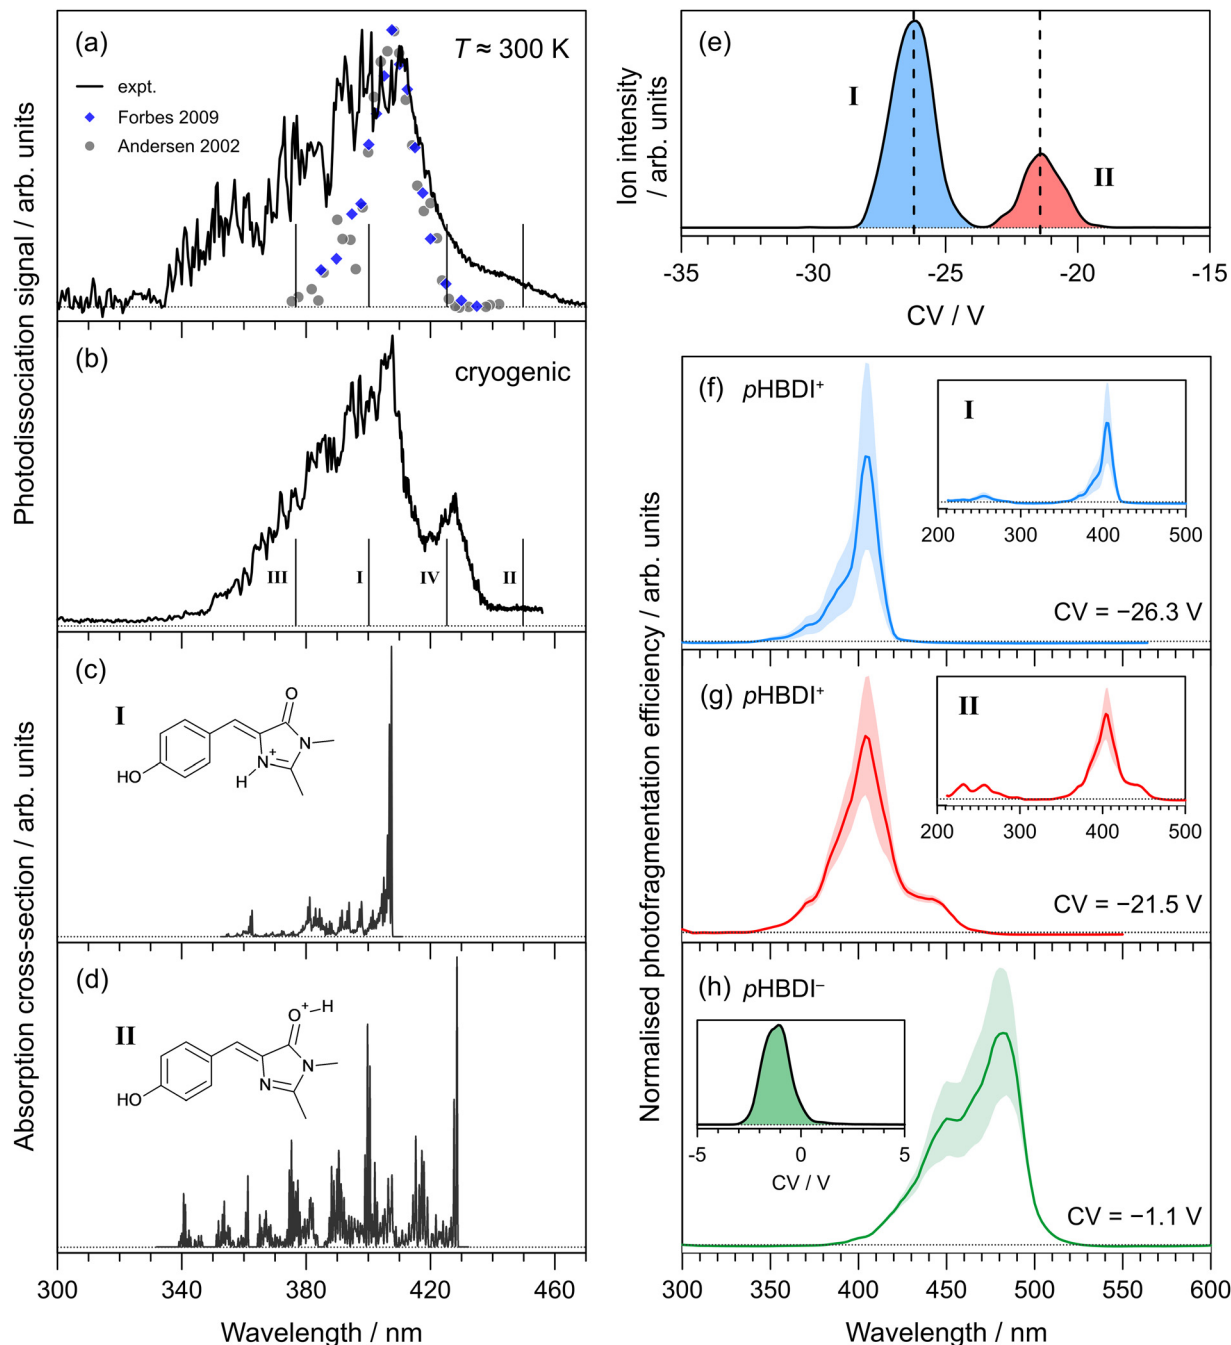 Photodissociation signal / arb. units
(a)
T ≈ 300 K
expt.
Forbes 2009
Andersen 2002
(b)
cryogenic
III
I
IV
II
Absorption cross-section / arb. units
(c)
I
O
N
+
N
H
HO
(d)
II
O
+
H
N
N
HO
300
340
380
420
460
Wavelength / nm
Ion intensity
/ arb. units
(e)
I
II
-35
-30
-25
-20
-15
CV / V
Normalised photofragmentation efficiency / arb. units
(f)
pHBDI⁺
I
200
300
400
500
CV = −26.3 V
(g)
pHBDI⁺
II
200
300
400
500
CV = −21.5 V
(h)
pHBDI⁻
-5
0
5
CV / V
CV = −1.1 V
300
400
450
500
550
600
Wavelength / nm